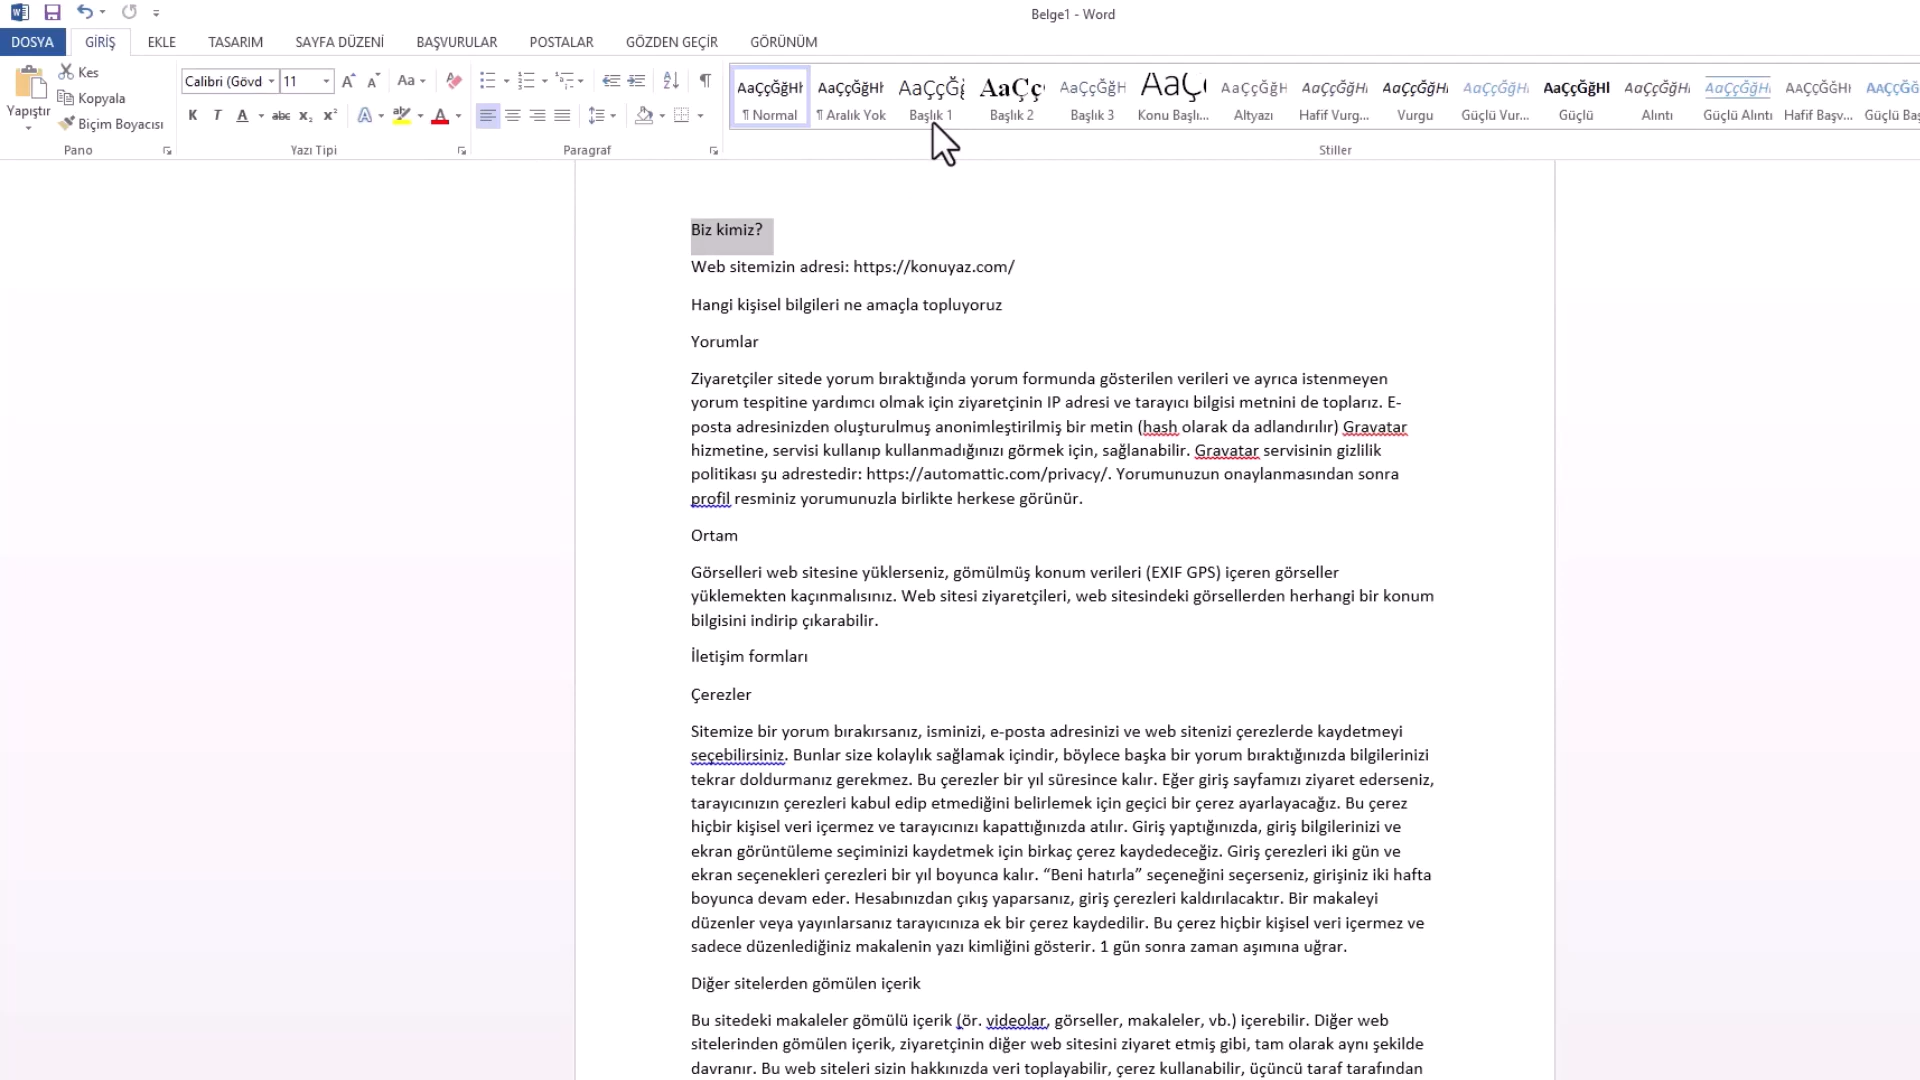 Belge1 - Word
DOSYA GİRİŞ EKLE TASARIM SAYFA DÜZENİ BAŞVURULAR POSTALAR GÖZDEN GEÇİR GÖRÜNÜM
Yapıştır
Kes
Kopyala
Biçim Boyacısı
Pano
Calibri (Gövd 11
Yazı Tipi
Paragraf
AaÇçĞğHł AaÇçĞğHł AaÇçĞğ AaÇç AaÇçĞğH AaÇ AaÇçĞğH AaÇçĞğHł AaÇçĞğHł AaÇçĞğHł AaÇçĞğHl AaÇçĞğHł AaÇçĞğHł AAÇÇĞĞHł AAÇÇĞĞ
¶ Normal ¶ Aralık Yok Başlık 1 Başlık 2 Başlık 3 Konu Başlı... Altyazı Hafif Vurg... Vurgu Güçlü Vur... Güçlü Alıntı Güçlü Alıntı Hafif Başv... Güçlü Baş
Stiller
Biz kimiz?
Web sitemizin adresi: https://konuyaz.com/
Hangi kişisel bilgileri ne amaçla topluyoruz
Yorumlar
Ziyaretçiler sitede yorum bıraktığında yorum formunda gösterilen verileri ve ayrıca istenmeyen
yorum tespitine yardımcı olmak için ziyaretçinin IP adresi ve tarayıcı bilgisi metnini de toplarız. E-
posta adresinizden oluşturulmuş anonimleştirilmiş bir metin (hash olarak da adlandırılır) Gravatar
hizmetine, servisi kullanıp kullanmadığınızı görmek için, sağlanabilir. Gravatar servisinin gizlilik
politikası şu adrestedir: https://automattic.com/privacy/. Yorumunuzun onaylanmasından sonra
profil resminiz yorumunuzla birlikte herkese görünür.
Ortam
Görselleri web sitesine yüklerseniz, gömülmüş konum verileri (EXIF GPS) içeren görseller
yüklemekten kaçınmalısınız. Web sitesi ziyaretçileri, web sitesindeki görsellerden herhangi bir konum
bilgisini indirip çıkarabilir.
İletişim formları
Çerezler
Sitemize bir yorum bırakırsanız, isminizi, e-posta adresinizi ve web sitenizi çerezlerde kaydetmeyi
seçebilirsiniz. Bunlar size kolaylık sağlamak içindir, böylece başka bir yorum bıraktığınızda bilgilerinizi
tekrar doldurmanız gerekmez. Bu çerezler bir yıl süresince kalır. Eğer giriş sayfamızı ziyaret ederseniz,
tarayıcınızın çerezleri kabul edip etmediğini belirlemek için geçici bir çerez ayarlayacağız. Bu çerez
hiçbir kişisel veri içermez ve tarayıcınızı kapattığınızda atılır. Giriş yaptığınızda, giriş bilgilerinizi ve
ekran görüntüleme seçiminizi kaydetmek için birkaç çerez kaydedeceğiz. Giriş çerezleri iki gün ve
ekran seçenekleri çerezleri bir yıl boyunca kalır. “Beni hatırla” seçeneğini seçerseniz, girişiniz iki hafta
boyunca devam eder. Hesabınızdan çıkış yaparsanız, giriş çerezleri kaldırılacaktır. Bir makaleyi
düzenler veya yayınlarsanız tarayıcınıza ek bir çerez kaydedilir. Bu çerez hiçbir kişisel veri içermez ve
sadece düzenlediğiniz makalenin yazı kimliğini gösterir. 1 gün sonra zaman aşımına uğrar.
Diğer sitelerden gömülen içerik
Bu sitedeki makaleler gömülü içerik (ör. videolar, görseller, makaleler, vb.) içerebilir. Diğer web
sitelerinden gömülen içerik, ziyaretçinin diğer web sitesini ziyaret etmiş gibi, tam olarak aynı şekilde
davranır. Bu web siteleri sizin hakkınızda veri toplayabilir, çerez kullanabilir, üçüncü taraf tarafından